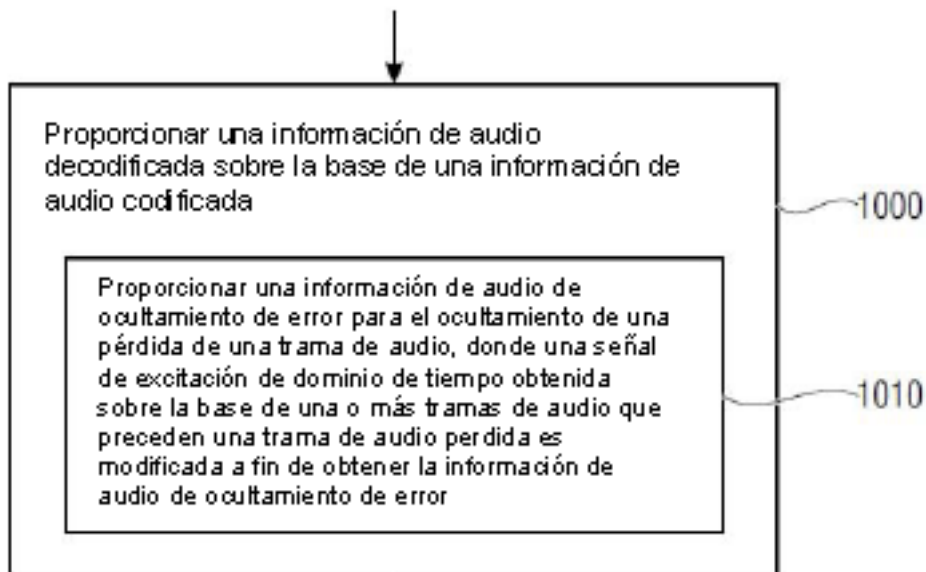 Proporcionar una información de audio
decodificada sobre la base de una información de
audio codificada
1000
Proporcionar una información de audio de
ocultamiento de error para el ocultamiento de una
pérdida de una trama de audio, donde una señal
de excitación de dominio de tiempo obtenida
sobre la base de una o más tramas de audio que
preceden una trama de audio perdida es
modificada a fin de obtener la información de
audio de ocultamiento de error
1010